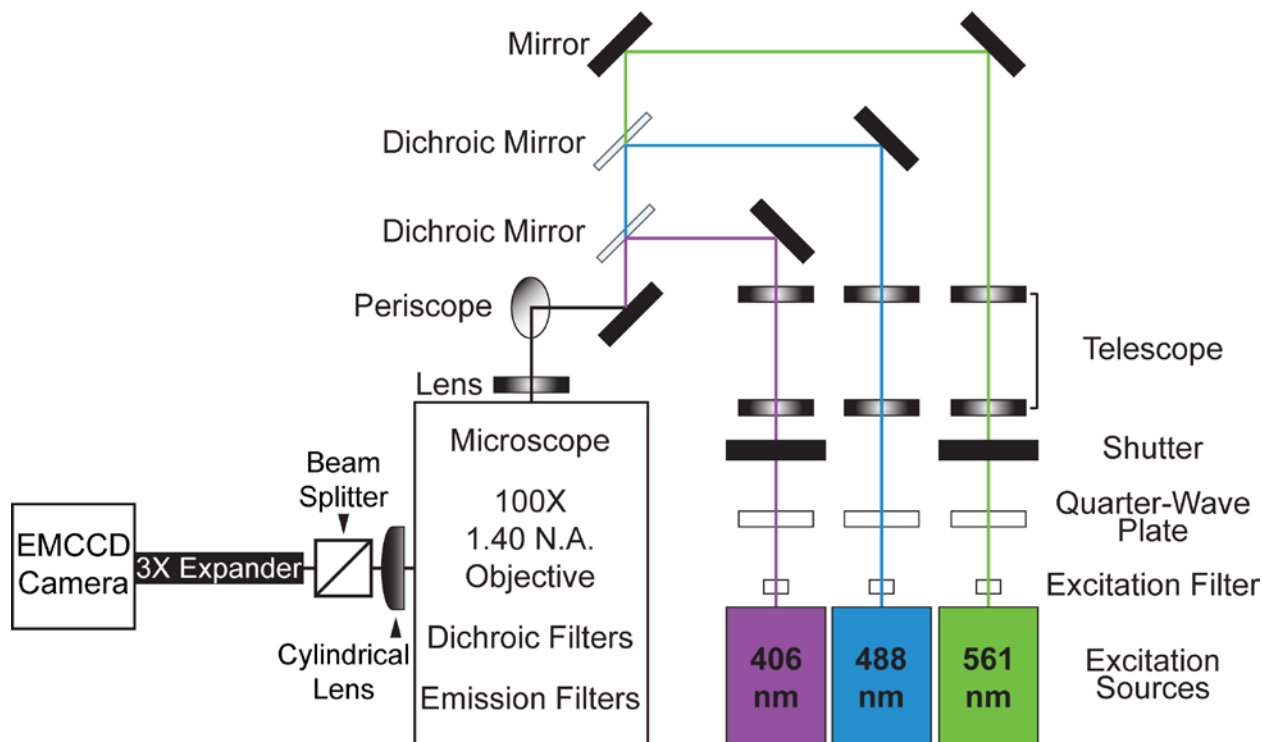 Mirror
Dichroic Mirror
Dichroic Mirror
Periscope
Lens
Telescope
Microscope
Shutter
Beam
Splitter
100X
1.40 N.A.
Objective
Quarter-Wave
Plate
EMCCD
Camera
3X Expander
Excitation Filter
Cylindrical
Lens
Dichroic Filters
Emission Filters
406
nm
488
nm
561
nm
Excitation
Sources